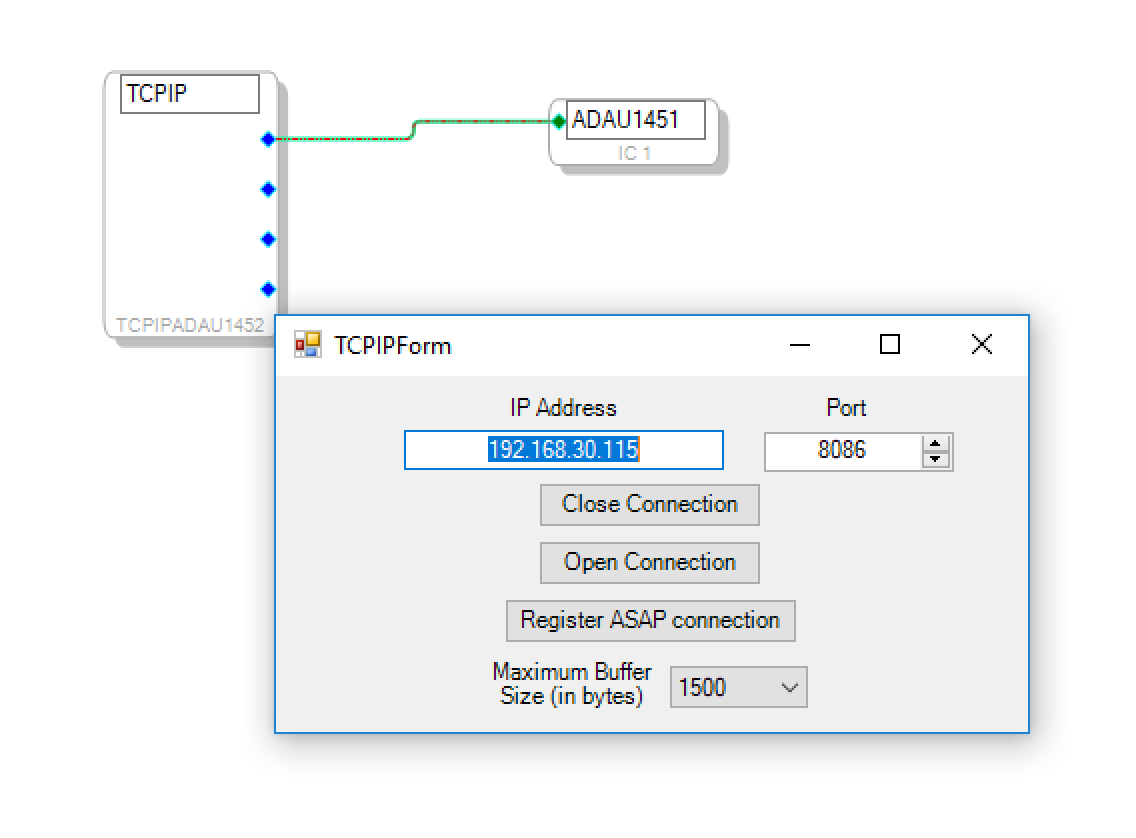 TCPIP
ADAU1451
IC 1
TCPIPADAU1452
TCPIPForm
IP Address
Port
192.168.30.115
8086
Close Connection
Open Connection
Register ASAP connection
Maximum Buffer
Size (in bytes)
1500